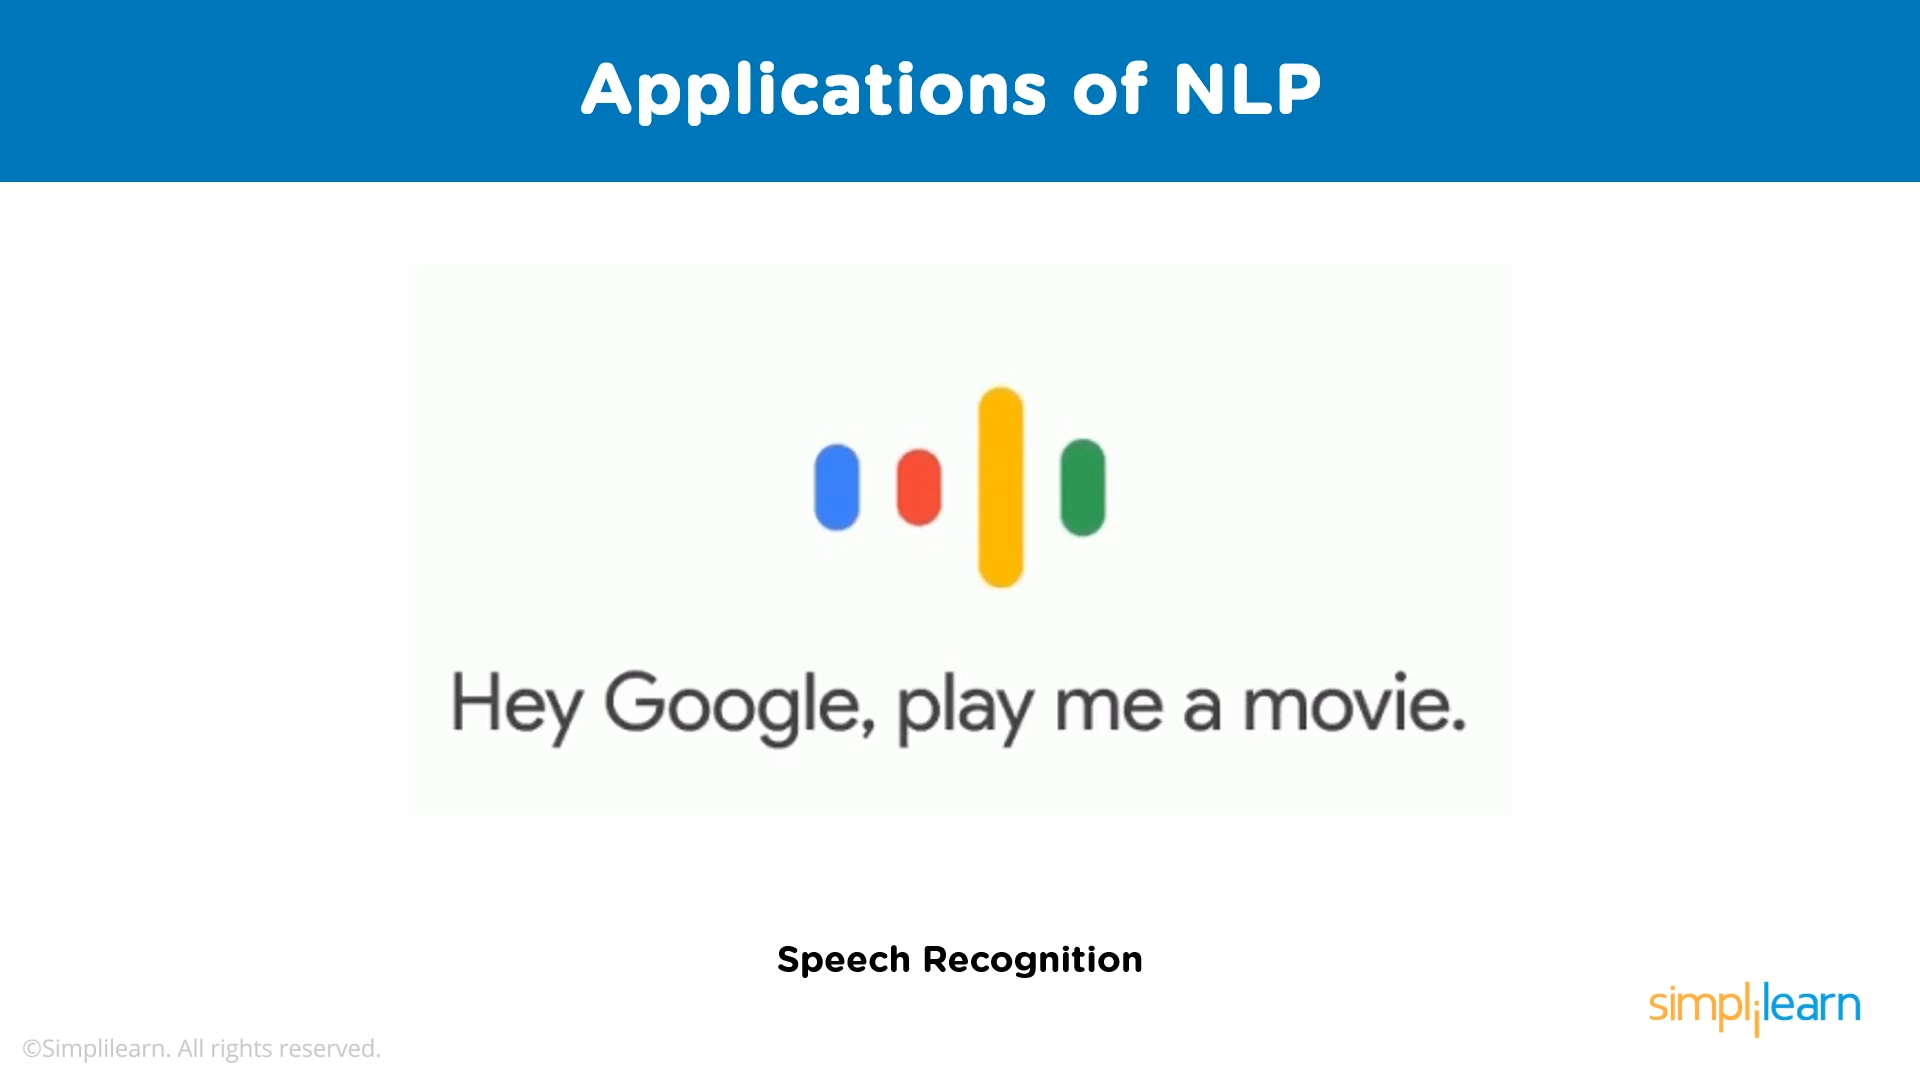 Applications of NLP
Hey Google, play me a movie.
Speech Recognition
simplilearn
©Simplilearn. All rights reserved.